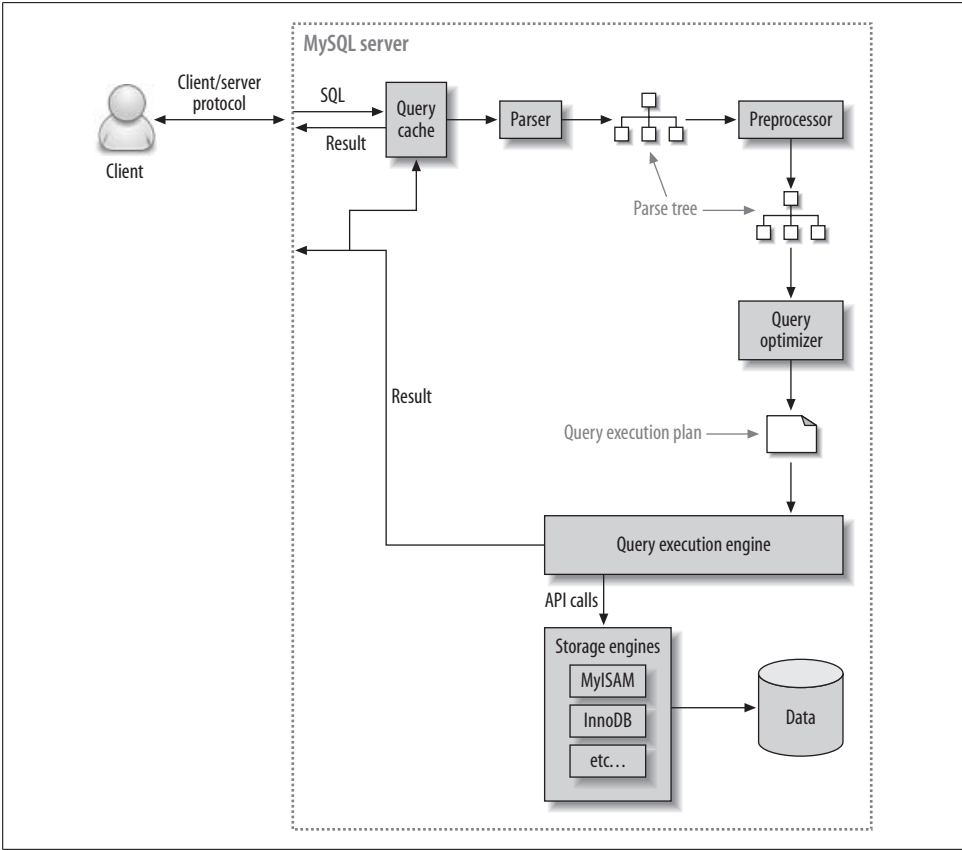 MySQL server
Client/server
protocol
SQL
Result
Query
cache
Parser
Preprocessor
Client
Parse tree
Query
optimizer
Result
Query execution plan
Query execution engine
API calls
Storage engines
MyISAM
InnoDB
etc…
Data